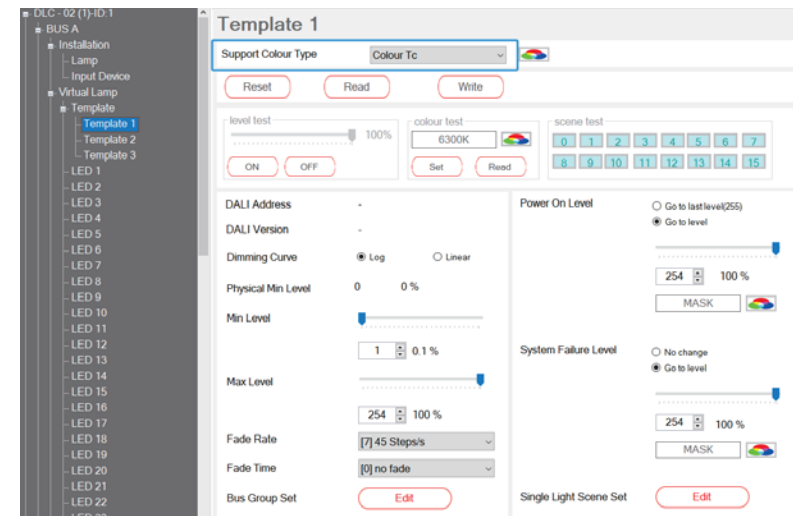 DLC - 02 (1)-ID:1
BUS A
Installation
Lamp
Input Device
Virtual Lamp
Template
Template 1
Template 2
Template 3
LED 1
LED 2
LED 3
LED 4
LED 5
LED 6
LED 7
LED 8
LED 9
LED 10
LED 11
LED 12
LED 13
LED 14
LED 15
LED 16
LED 17
LED 18
LED 19
LED 20
LED 21
LED 22
Template 1
Support Colour Type Colour Tc
Reset Read Write
level test
100%
ON OFF
colour test
6300K
Set Read
scene test
0 1 2 3 4 5 6 7
8 9 10 11 12 13 14 15
DALI Address -
DALI Version -
Dimming Curve Log Linear
Physical Min Level 0 0 %
Min Level
1 0.1 %
Max Level
254 100 %
Fade Rate [7] 45 Steps/s
Fade Time [0] no fade
Bus Group Set Edit
Power On Level Go to last level(255)
Go to level
254 100 %
MASK
System Failure Level No change
Go to level
254 100 %
MASK
Single Light Scene Set Edit